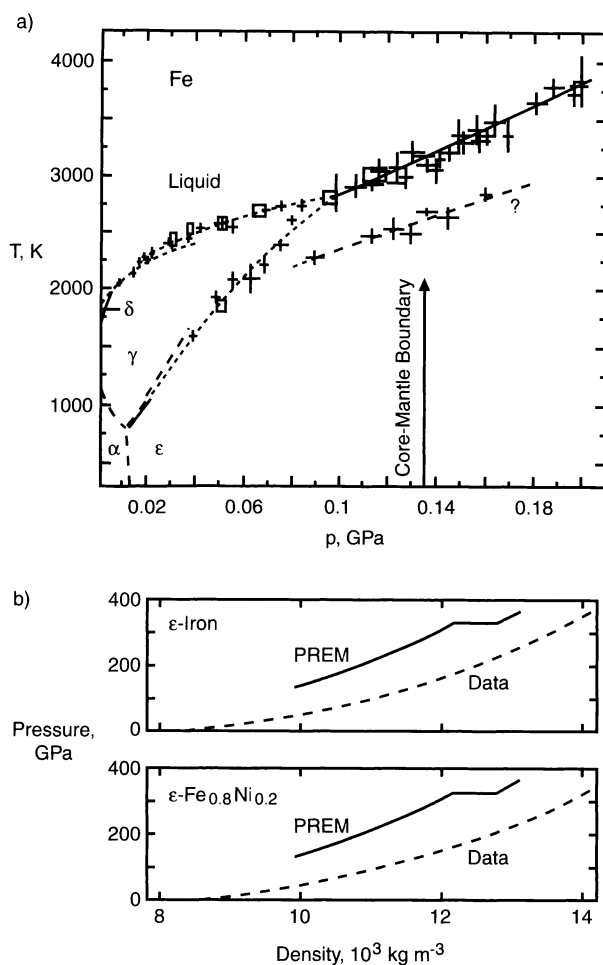 a)
4000
Fe
3000
Liquid
T, K
?
2000
δ
γ
Core-Mantle Boundary
1000
α
ε
0.02
0.06
0.1
0.14
0.18
p, GPa
b)
400
ε-Iron
PREM
200
Data
Pressure,
GPa
0
400
ε-Fe0.8Ni0.2
PREM
200
Data
0
8
10
12
14
Density, 10³ kg m-³